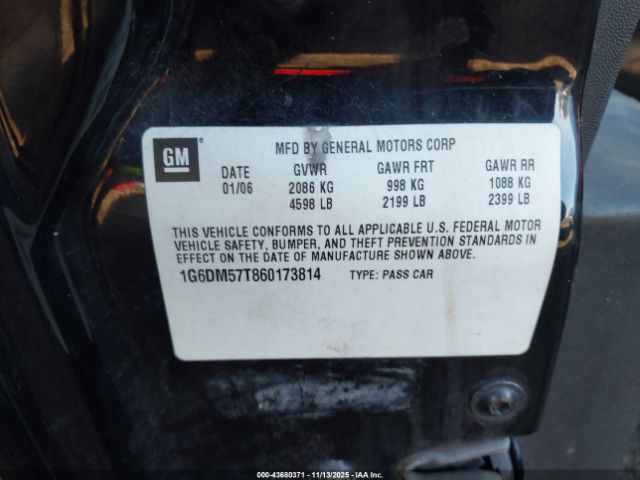 GM
MFD BY GENERAL MOTORS CORP
DATE GVWR GAWR FRT GAWR RR
01/06 2086 KG 998 KG 1088 KG
4598 LB 2199 LB 2399 LB
THIS VEHICLE CONFORMS TO ALL APPLICABLE U.S. FEDERAL MOTOR
VEHICLE SAFETY, BUMPER, AND THEFT PREVENTION STANDARDS IN
EFFECT ON THE DATE OF MANUFACTURE SHOWN ABOVE.
1G6DM57T860173814 TYPE: PASS CAR
000-43680371 - 11/13/2025 - IAA, Inc.